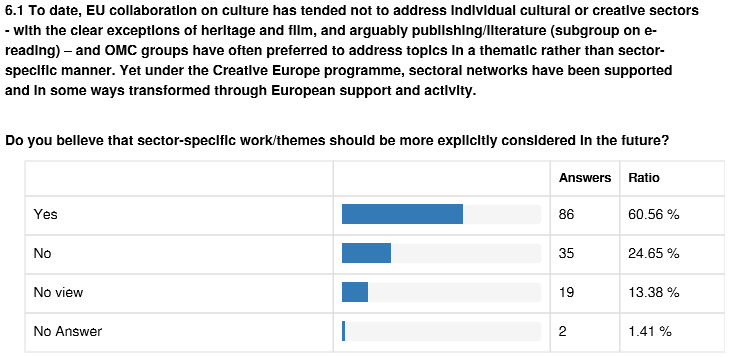 6.1 To date, EU collaboration on culture has tended not to address individual cultural or creative sectors
- with the clear exceptions of heritage and film, and arguably publishing/literature (subgroup on e-
reading) – and OMC groups have often preferred to address topics in a thematic rather than sector-
specific manner. Yet under the Creative Europe programme, sectoral networks have been supported
and in some ways transformed through European support and activity.
Do you believe that sector-specific work/themes should be more explicitly considered in the future?
Answers Ratio
Yes 86 60.56 %
No 35 24.65 %
No view 19 13.38 %
No Answer 2 1.41 %